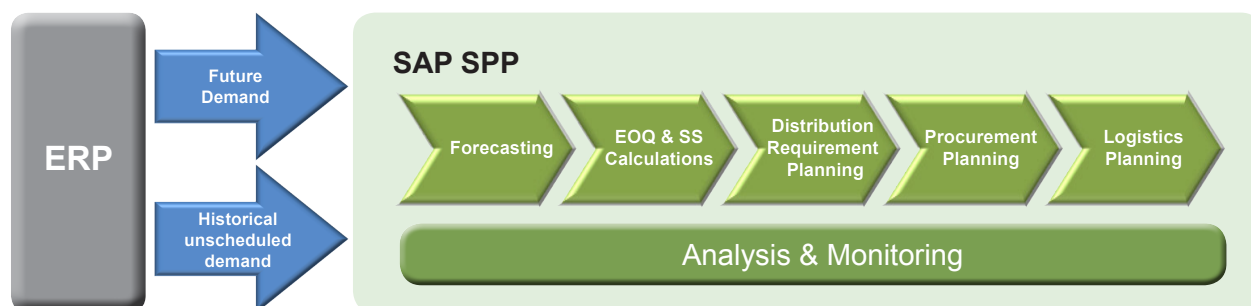 ERP
Future
Demand
Historical
unscheduled
demand
SAP SPP
Forecasting
EOQ & SS
Calculations
Distribution
Requirement
Planning
Procurement
Planning
Logistics
Planning
Analysis & Monitoring